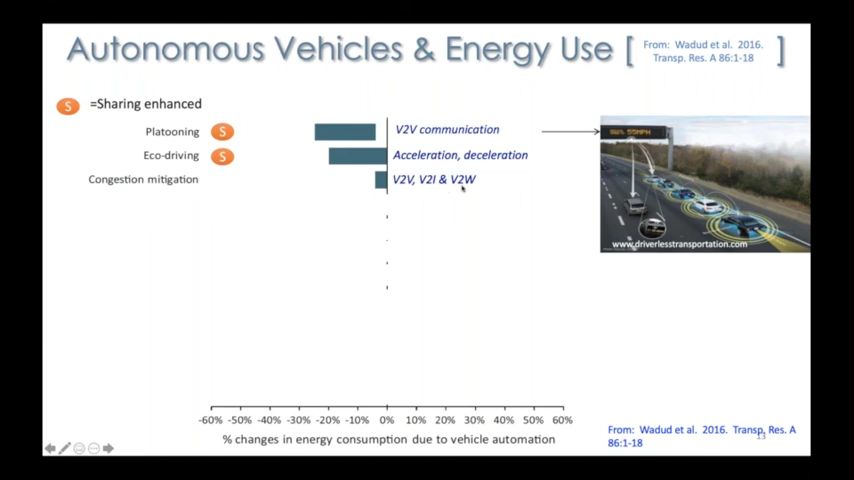 Autonomous Vehicles & Energy Use [ From: Wadud et al. 2016. Transp. Res. A 86:1-18 ]
S =Sharing enhanced
Platooning S V2V communication
Eco-driving S Acceleration, deceleration
Congestion mitigation V2V, V2I & V2W
55MPH
www.driverlesstransportation.com
-60% -50% -40% -30% -20% -10% 0% 10% 20% 30% 40% 50% 60%
% changes in energy consumption due to vehicle automation
From: Wadud et al. 2016. Transp. Res. A
86:1-18
13